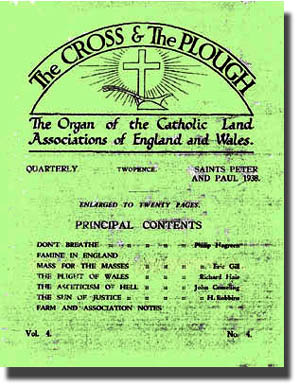 The CROSS & The PLOUGH
The Organ of the Catholic Land
Associations of England and Wales.
QUARTERLY TWOPENCE. SAINTS PETER
AND PAUL 1938.
ENLARGED TO TWENTY PAGES.
PRINCIPAL CONTENTS
DON'T BREATHE " " " " " Philip Hagreen
FAMINE IN ENGLAND
MASS FOR THE MASSES " " " " Eric Gill
THE PLIGHT OF WALES " " " Richard Hair
THE ASCETICISM OF HELL " " John
THE SUN OF JUSTICE " " " " H. Robbins
FARM AND ASSOCIATION NOTES
Vol. 4. No. 4.